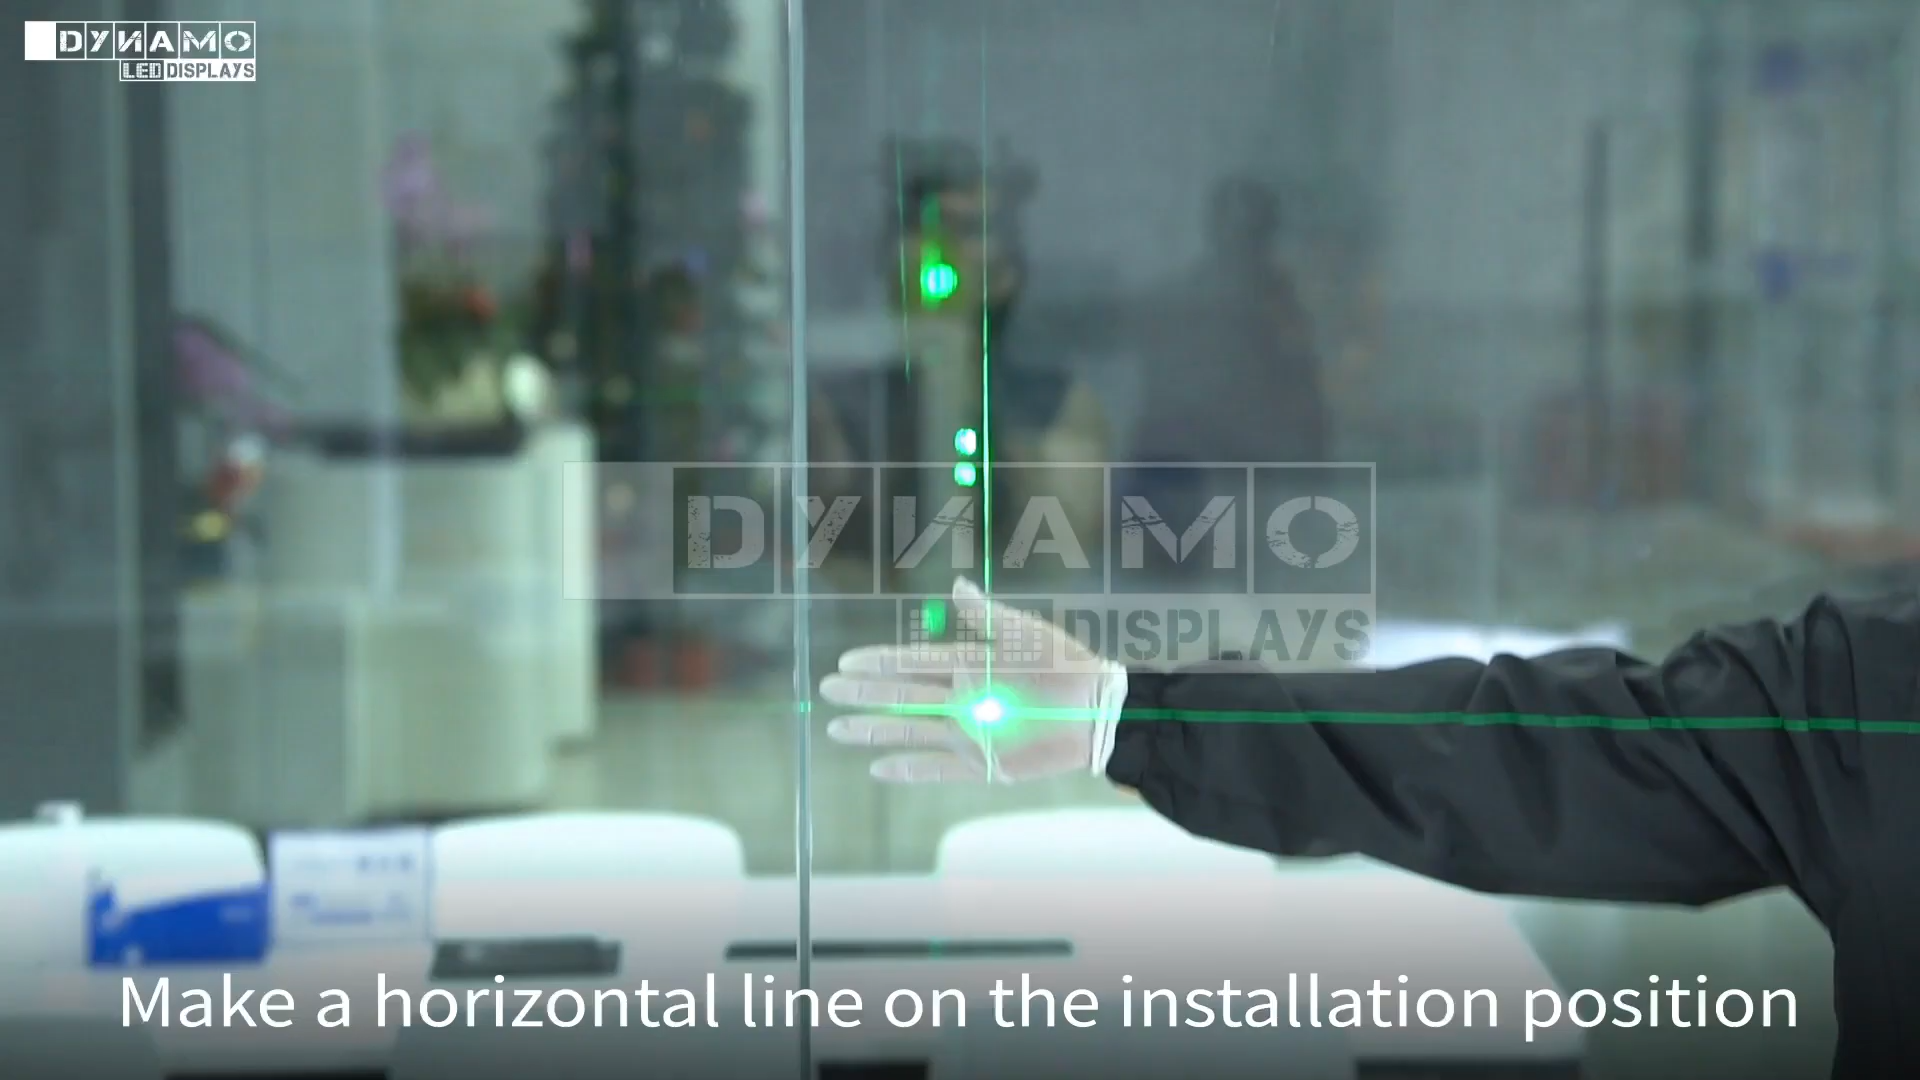 DYNAMO
LED DISPLAYS
DYNAMO
LED DISPLAYS
Make a horizontal line on the installation position